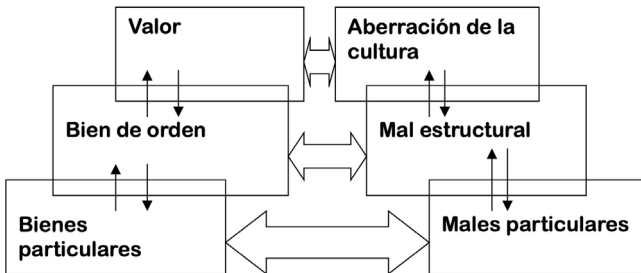 Valor
Aberración de la
cultura
Bien de orden
Mal estructural
Bienes
particulares
Males particulares